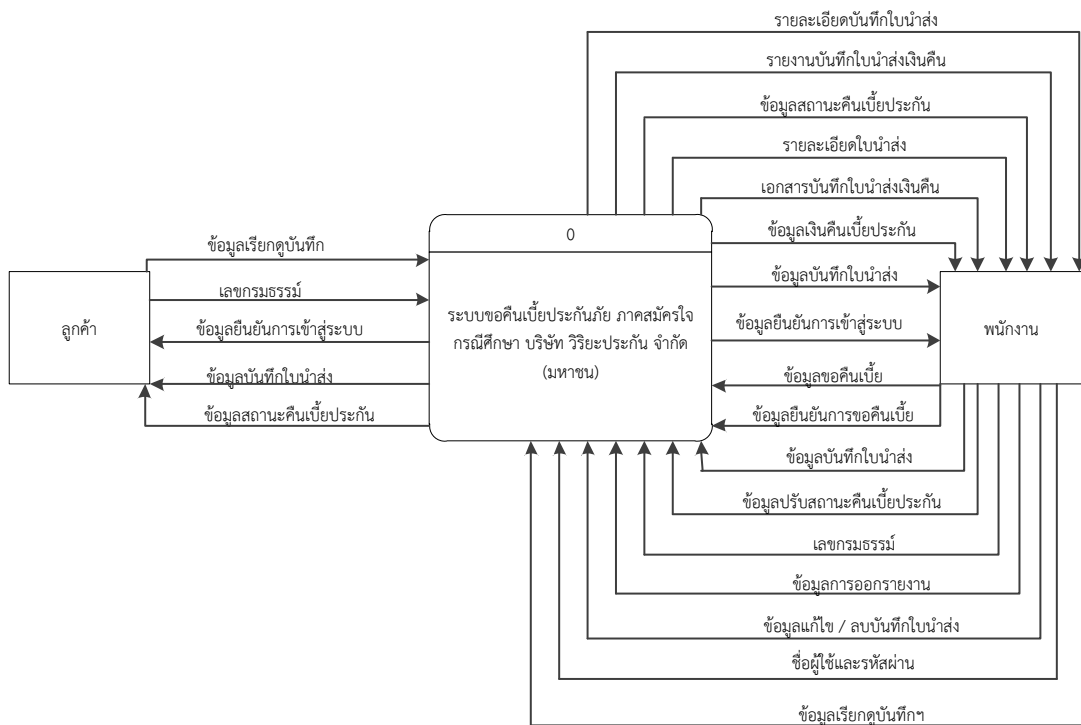 รายละเอียดบันทึกใบนำส่ง
รายงานบันทึกใบนำส่งเงินคืน
ข้อมูลสถานะคืนเบี้ยประกัน
รายละเอียดใบนำส่ง
เอกสารบันทึกใบนำส่งเงินคืน
ข้อมูลเงินคืนเบี้ยประกัน
ข้อมูลบันทึกใบนำส่ง
ข้อมูลยืนยันการเข้าสู่ระบบ
ข้อมูลขอคืนเบี้ย
ข้อมูลยืนยันการขอคืนเบี้ย
ข้อมูลบันทึกใบนำส่ง
ข้อมูลปรับสถานะคืนเบี้ยประกัน
เลขกรมธรรม์
ข้อมูลการออกรายงาน
ข้อมูลแก้ไข / ลบบันทึกใบนำส่ง
ชื่อผู้ใช้และรหัสผ่าน
ข้อมูลเรียกดูบันทึกฯ
0
ระบบขอคืนเบี้ยประกันภัย ภาคสมัครใจ
กรณีศึกษา บริษัท วิริยะประกัน จำกัด
(มหาชน)
ลูกค้า
ข้อมูลเรียกดูบันทึก
เลขกรมธรรม์
ข้อมูลยืนยันการเข้าสู่ระบบ
ข้อมูลบันทึกใบนำส่ง
ข้อมูลสถานะคืนเบี้ยประกัน
พนักงาน